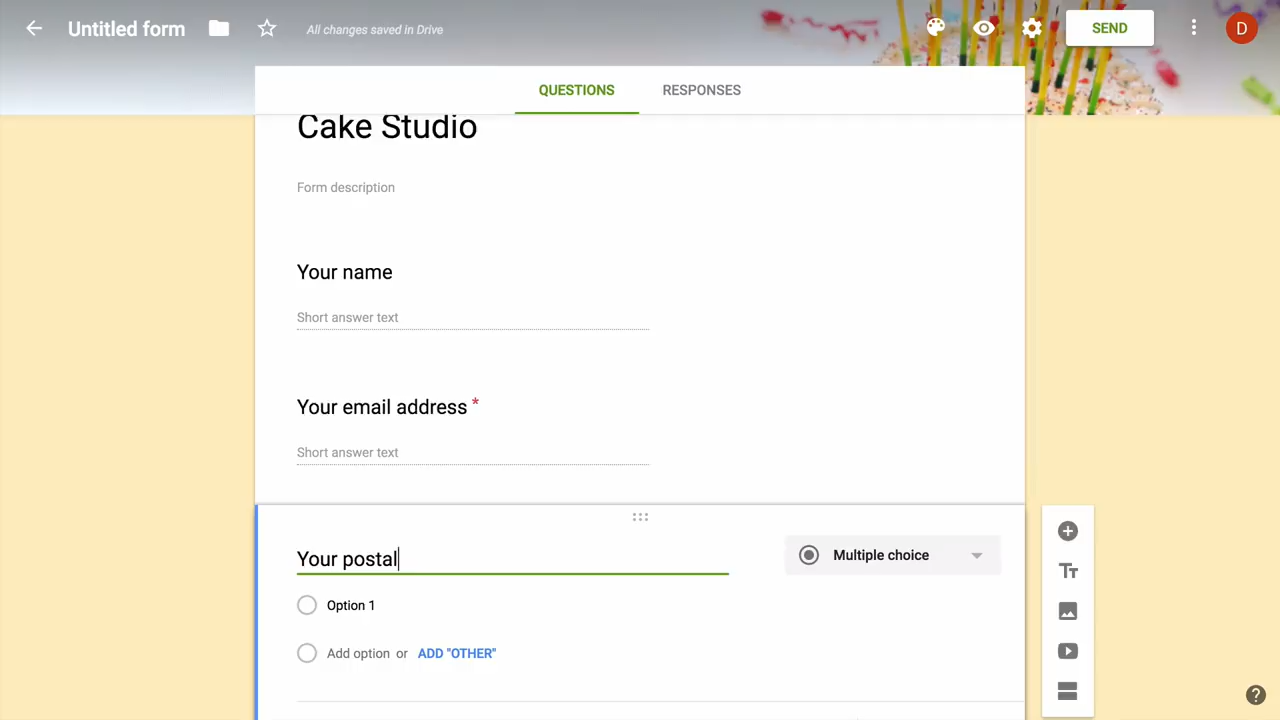 Untitled form
All changes saved in Drive
SEND
D
QUESTIONS
RESPONSES
Cake Studio
Form description
Your name
Short answer text
Your email address *
Short answer text
Your postal
Multiple choice
Option 1
Add option or ADD "OTHER"